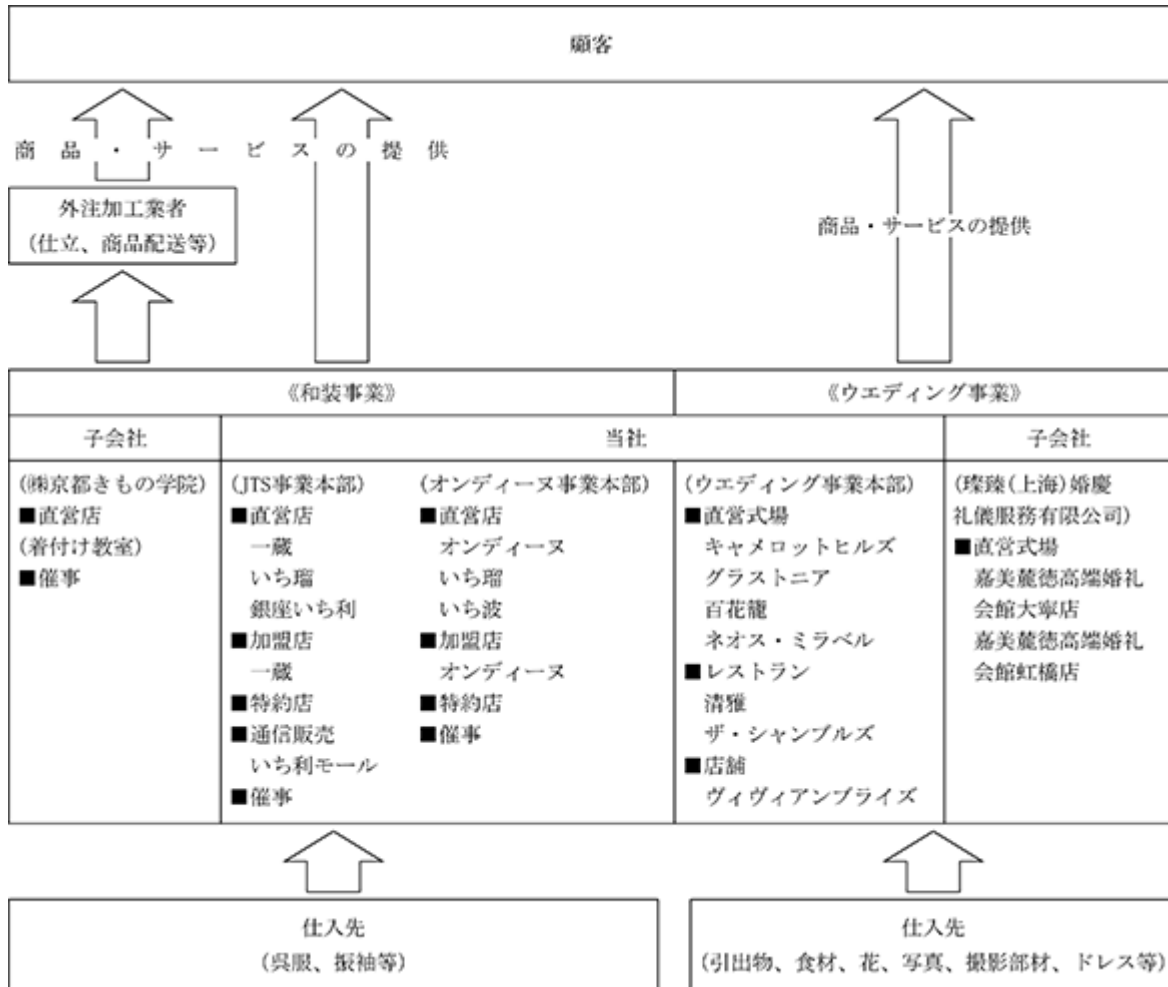 顧客
商品・サービスの提供
外注加工業者
(仕立、商品配送等)
商品・サービスの提供
《和装事業》
《ウエディング事業》
子会社
当社
子会社
(㈱京都きもの学院)
■直営店
(着付け教室)
■催事
(JTS事業本部)
■直営店
一蔵
いち瑠
銀座いち利
■加盟店
一蔵
■特約店
■通信販売
いち利モール
■催事
(オンディーヌ事業本部)
■直営店
オンディーヌ
いち瑠
いち波
■加盟店
オンディーヌ
■特約店
■催事
(ウエディング事業本部)
■直営式場
キャメロットヒルズ
グラストニア
百花籠
ネオス・ミラベル
■レストラン
清雅
ザ・シャンブルズ
■店舗
ヴィヴィアンブライズ
(璨臻(上海)婚慶
礼儀服務有限公司)
■直営式場
嘉美麓徳高端婚礼
会館大寧店
嘉美麓徳高端婚礼
会館虹橋店
仕入先
(呉服、振袖等)
仕入先
(引出物、食材、花、写真、撮影部材、ドレス等)